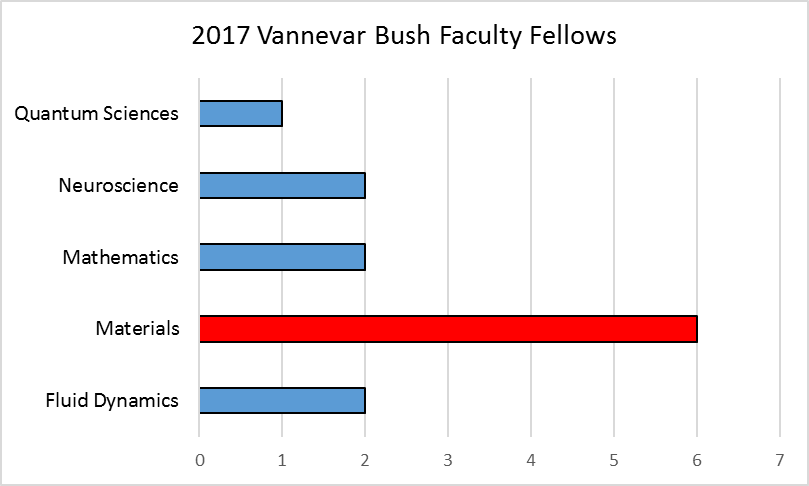 2017 Vannevar Bush Faculty Fellows
Quantum Sciences
Neuroscience
Mathematics
Materials
Fluid Dynamics
0 1 2 3 4 5 6 7